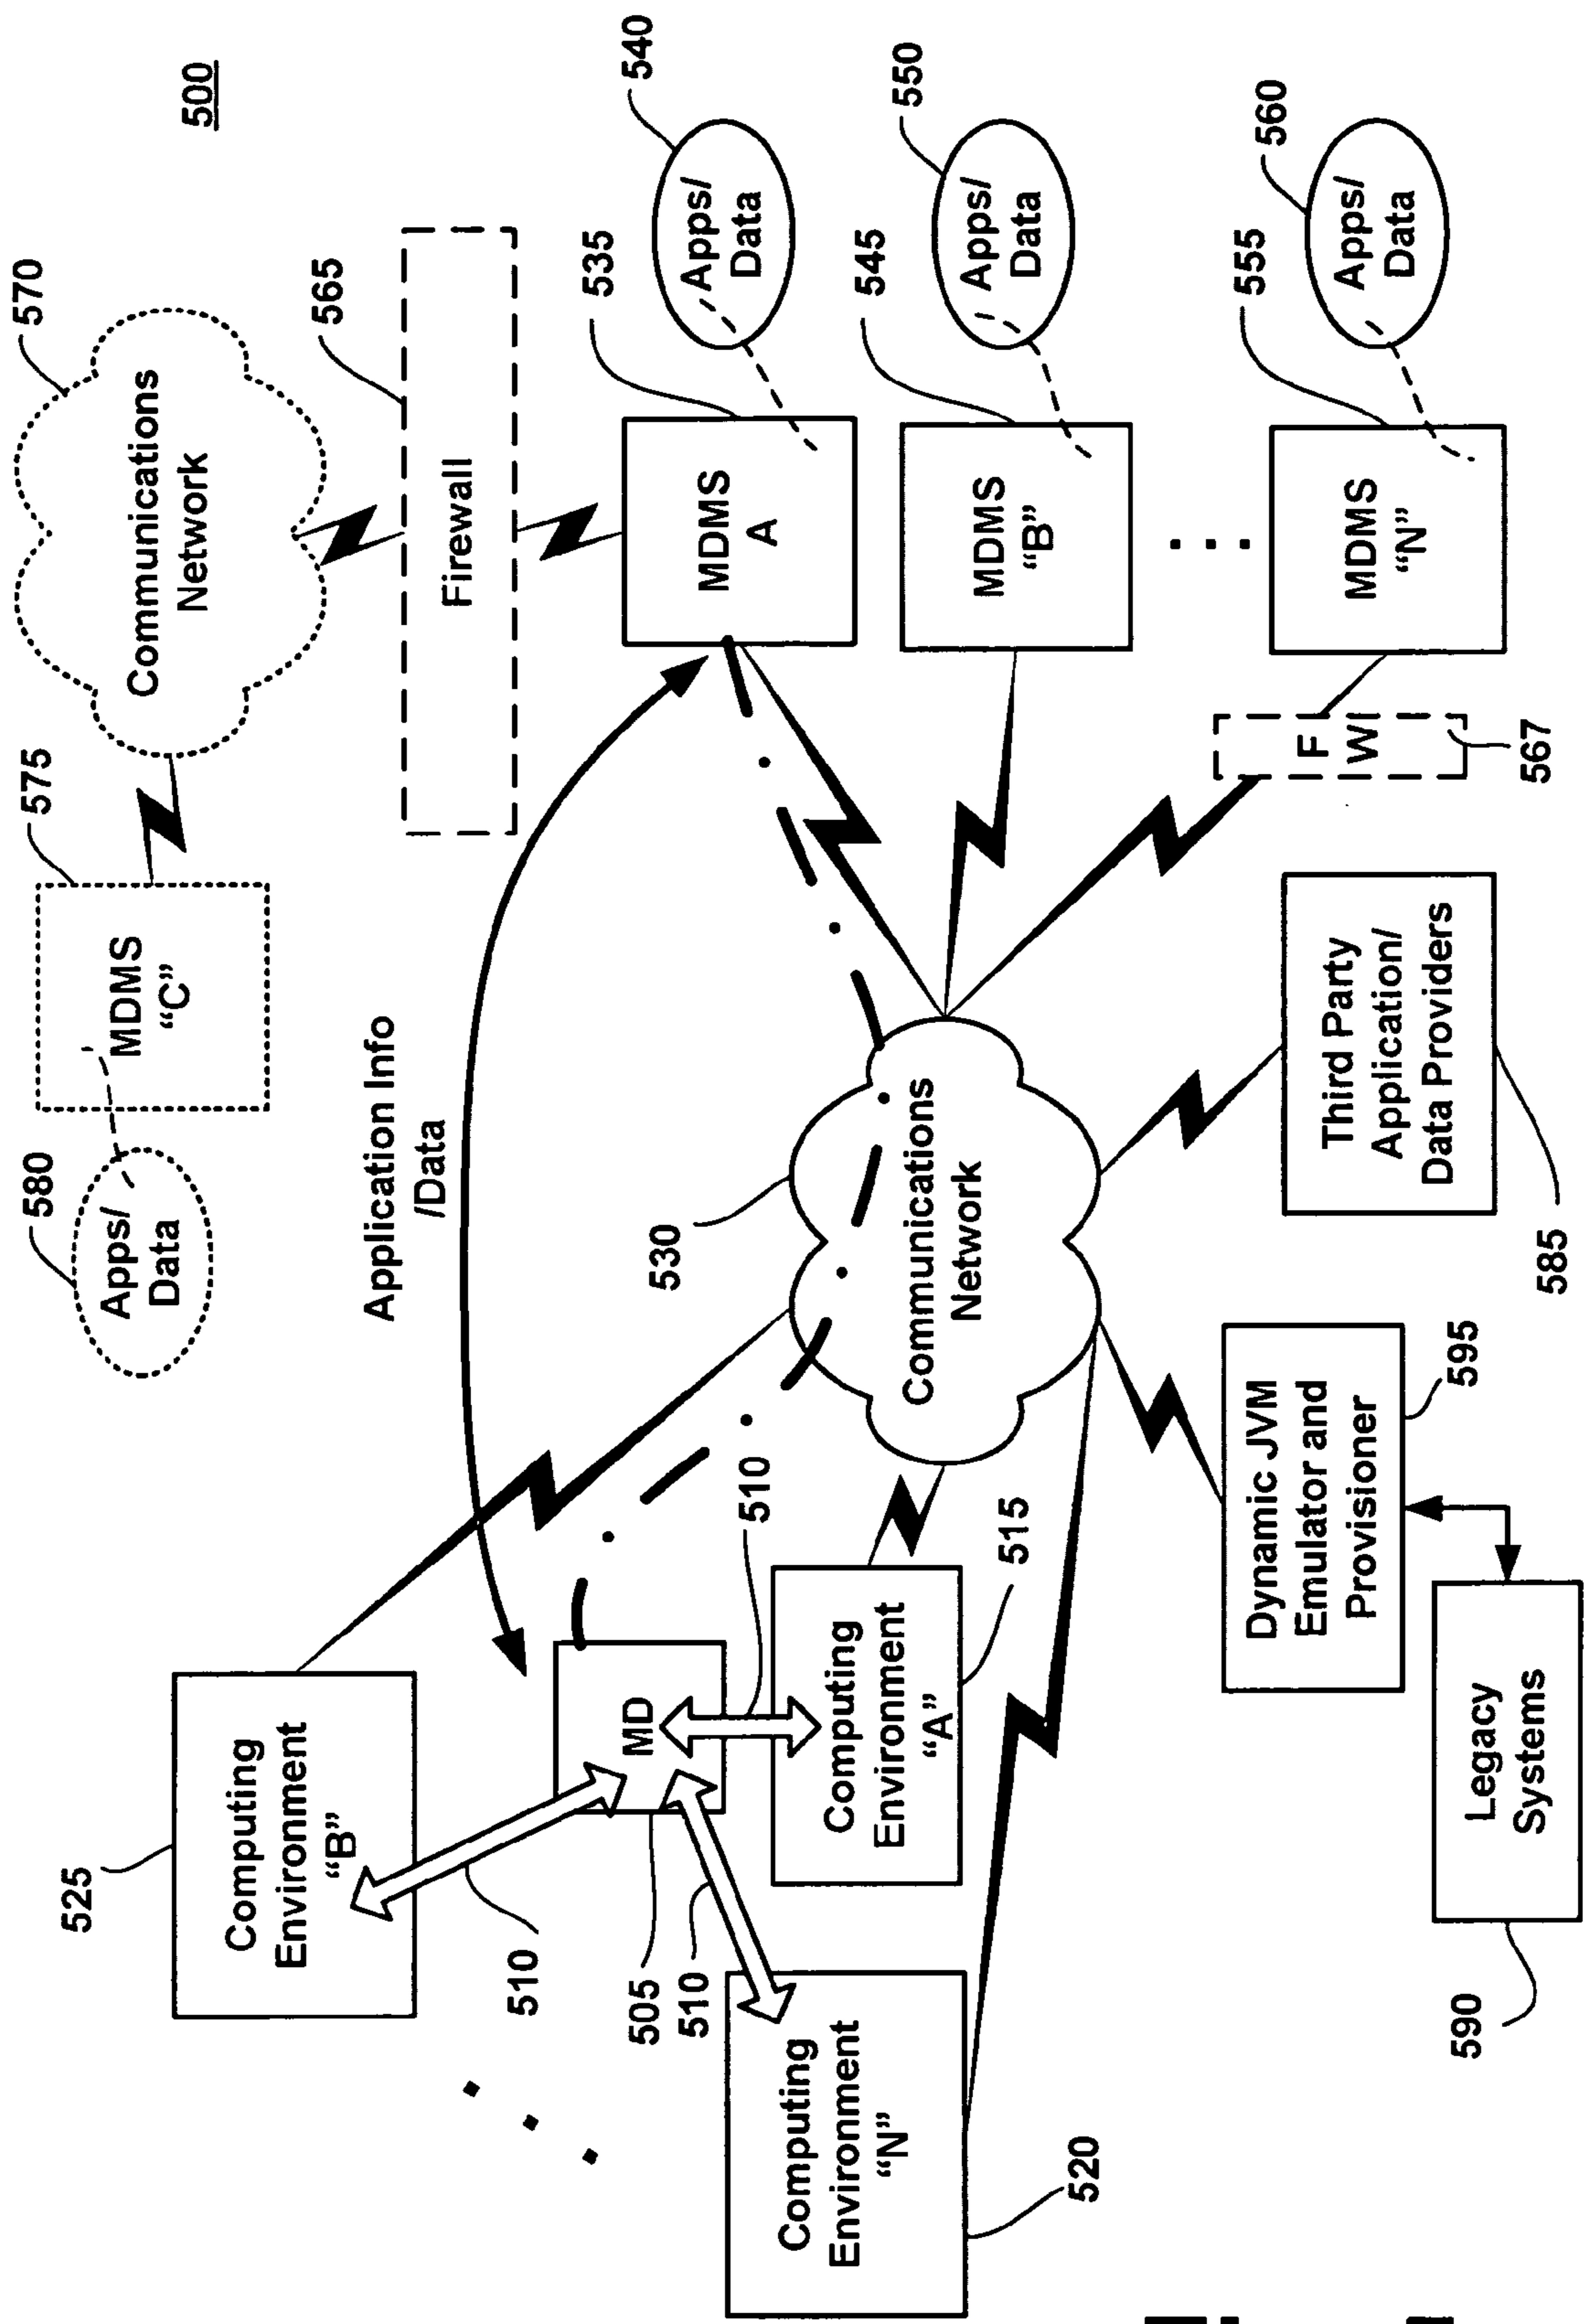 500
570
Communications
Network
575
MDMS
“C”
580
Apps/
Data
565
Firewall
525
Computing
Environment
“B”
Application Info
/Data
510
505
MD
510
510
Computing
Environment
“N”
520
Computing
Environment
“A”
515
530
Communications
Network
535
MDMS
A
540
Apps/
Data
545
MDMS
“B”
550
Apps/
Data
555
MDMS
“N”
560
Apps/
Data
F
W
567
Third Party
Application/
Data Providers
585
Dynamic JVM
Emulator and
Provisioner
595
Legacy
Systems
590